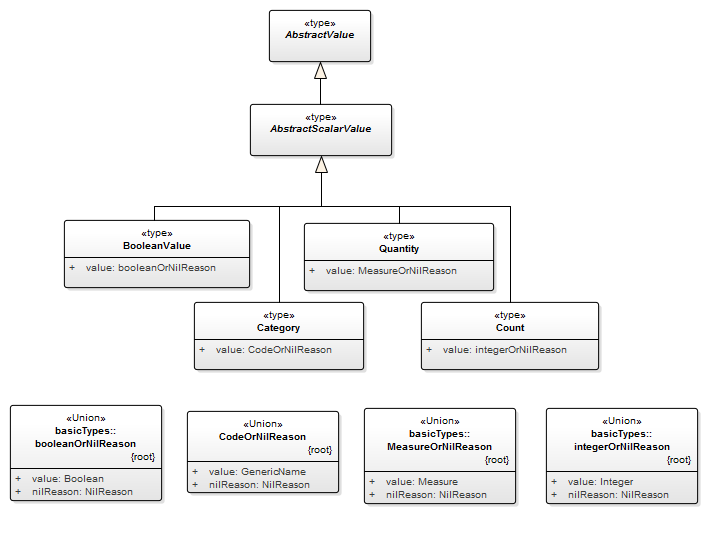 «type»
AbstractValue
«type»
AbstractScalarValue
«type»
BooleanValue
+ value: booleanOrNilReason
«type»
Quantity
+ value: MeasureOrNilReason
«type»
Category
+ value: CodeOrNilReason
«type»
Count
+ value: integerOrNilReason
«Union»
basicTypes::
booleanOrNilReason
{root}
+ value: Boolean
+ nilReason: NilReason
«Union»
CodeOrNilReason
{root}
+ value: GenericName
+ nilReason: NilReason
«Union»
basicTypes::
MeasureOrNilReason
{root}
+ value: Measure
+ nilReason: NilReason
«Union»
basicTypes::
integerOrNilReason
{root}
+ value: Integer
+ nilReason: NilReason